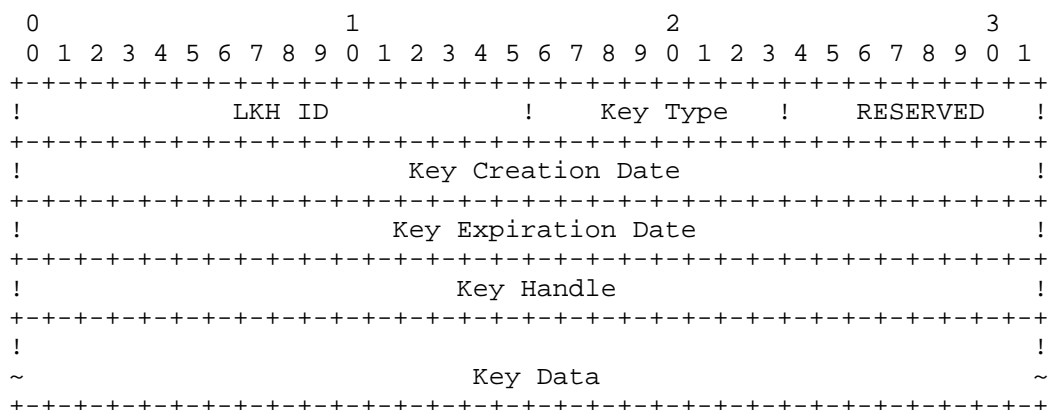 0                   1                   2                   3
 0 1 2 3 4 5 6 7 8 9 0 1 2 3 4 5 6 7 8 9 0 1 2 3 4 5 6 7 8 9 0 1
+-+-+-+-+-+-+-+-+-+-+-+-+-+-+-+-+-+-+-+-+-+-+-+-+-+-+-+-+-+-+-+-+
!             LKH ID            !    Key Type   !    RESERVED   !
+-+-+-+-+-+-+-+-+-+-+-+-+-+-+-+-+-+-+-+-+-+-+-+-+-+-+-+-+-+-+-+-+
!                        Key Creation Date                      !
+-+-+-+-+-+-+-+-+-+-+-+-+-+-+-+-+-+-+-+-+-+-+-+-+-+-+-+-+-+-+-+-+
!                       Key Expiration Date                     !
+-+-+-+-+-+-+-+-+-+-+-+-+-+-+-+-+-+-+-+-+-+-+-+-+-+-+-+-+-+-+-+-+
!                           Key Handle                          !
+-+-+-+-+-+-+-+-+-+-+-+-+-+-+-+-+-+-+-+-+-+-+-+-+-+-+-+-+-+-+-+-+
!                                                               !
~                            Key Data                           ~
+-+-+-+-+-+-+-+-+-+-+-+-+-+-+-+-+-+-+-+-+-+-+-+-+-+-+-+-+-+-+-+-+